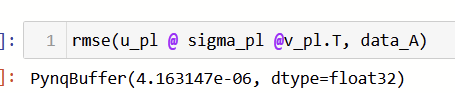 ]: 1 rmse(u_pl @ sigma_pl @v_pl.T, data_A)
]: PynqBuffer(4.163147e-06, dtype=float32)